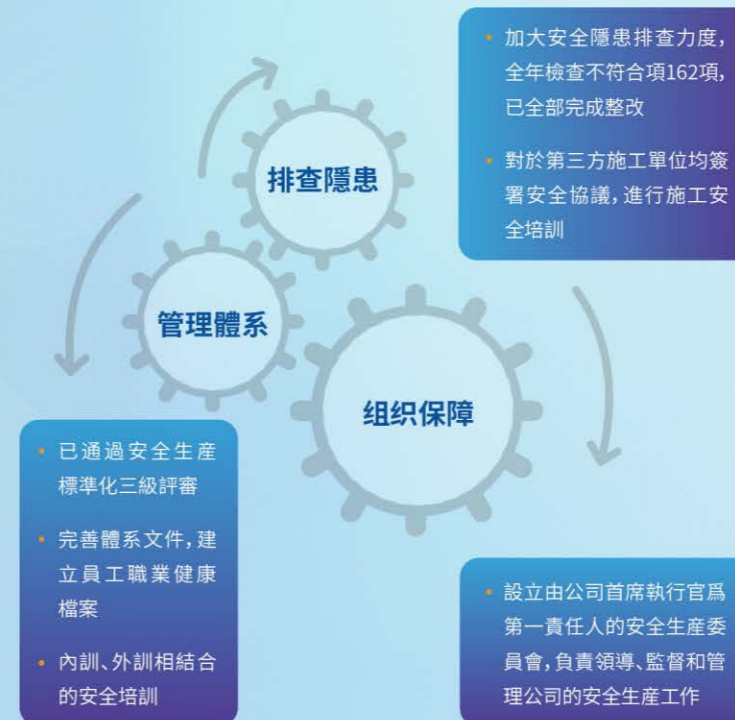 加大安全隱患排查力度,
全年檢查不符合項162項,
已全部完成整改
對於第三方施工單位均簽
署安全協議,進行施工安
全培訓
排查隱患
管理體系
组织保障
已通過安全生産
標準化三級評審
完善體系文件,建
立員工職業健康
檔案
內訓、外訓相結合
的安全培訓
設立由公司首席執行官爲
第一責任人的安全生産委
員會,負責領導、監督和管
理公司的安全生産工作